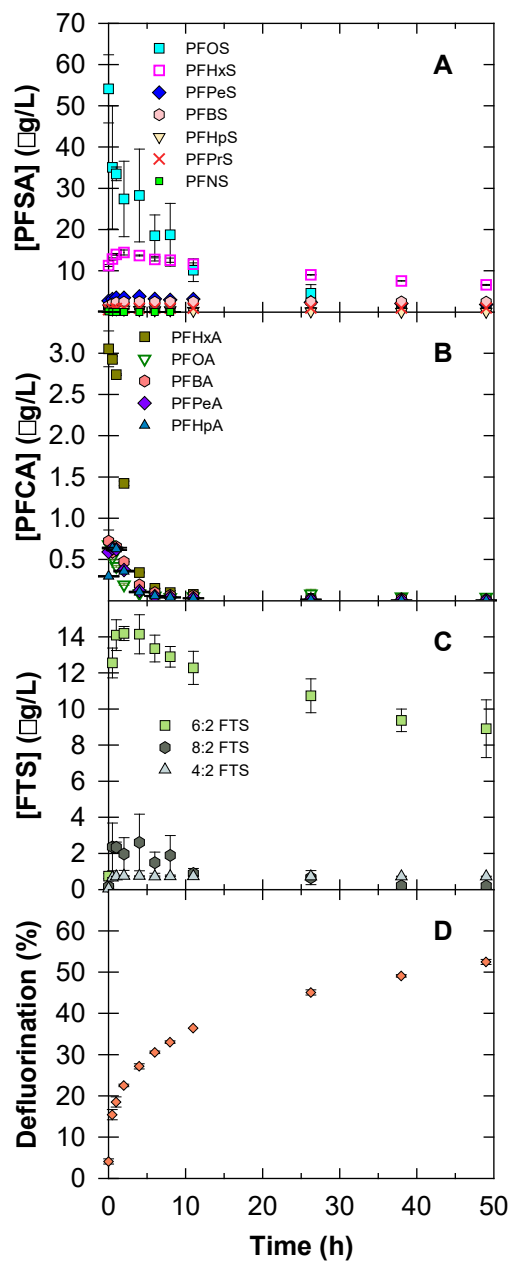 A
[PFSA] (□g/L)
70
60
50
40
30
20
10
PFOS
PFHxS
PFPeS
PFBS
PFHpS
PFPrS
PFNS
B
[PFCA] (□g/L)
3.0
2.5
2.0
1.5
1.0
0.5
PFHxA
PFOA
PFBA
PFPeA
PFHpA
C
[FTS] (□g/L)
14
12
10
8
6
4
2
0
6:2 FTS
8:2 FTS
4:2 FTS
D
Defluorination (%)
60
50
40
30
20
10
0
0 10 20 30 40 50
Time (h)